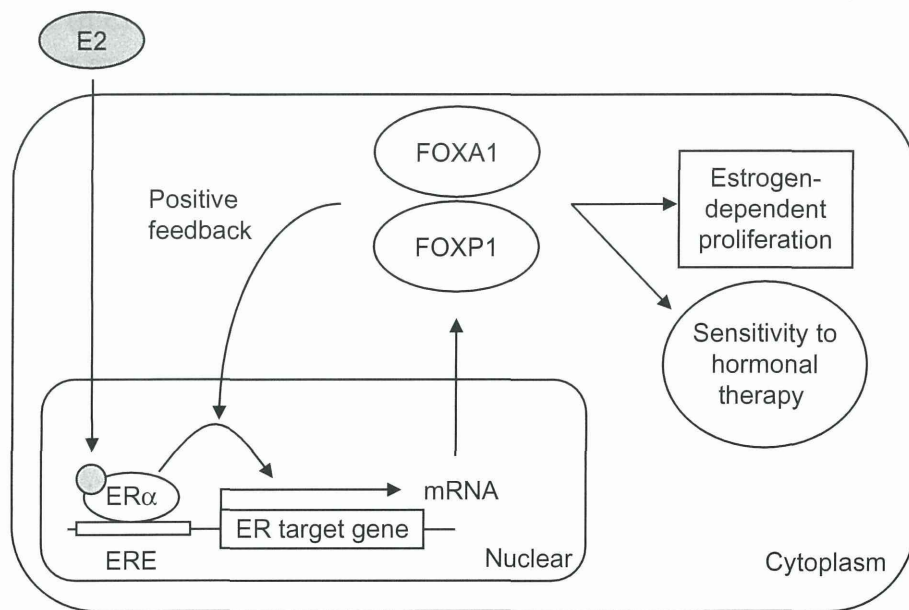 E2
FOXA1
Positive
feedback
FOXP1
Estrogen-
dependent
proliferation
Sensitivity to
hormonal
therapy
ERα
mRNA
ER target gene
ERE
Nuclear
Cytoplasm